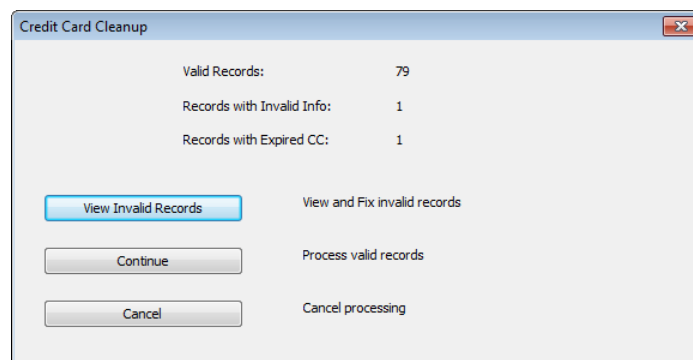 Credit Card Cleanup
Valid Records: 79
Records with Invalid Info: 1
Records with Expired CC: 1
View Invalid Records View and Fix invalid records
Continue Process valid records
Cancel Cancel processing